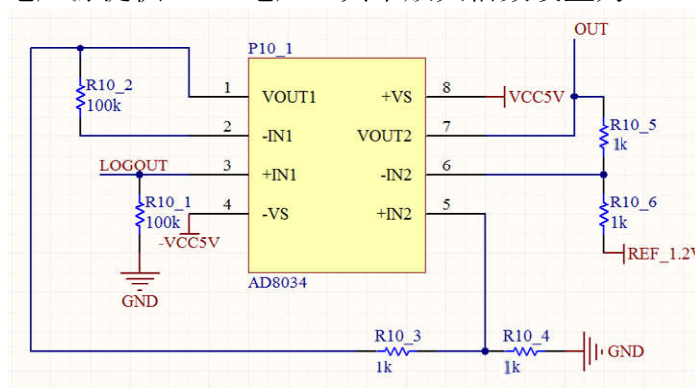 OUT
P10_1
R10_2
100k
1
VOUT1
+VS
8
VCC5V
2
-IN1
VOUT2
7
R10_5
1k
LOGOUT
3
+IN1
-IN2
6
R10_1
100k
4
-VS
+IN2
5
R10_6
1k
-VCC5V
REF_1.2V
GND
AD8034
R10_3
1k
R10_4
1k
GND